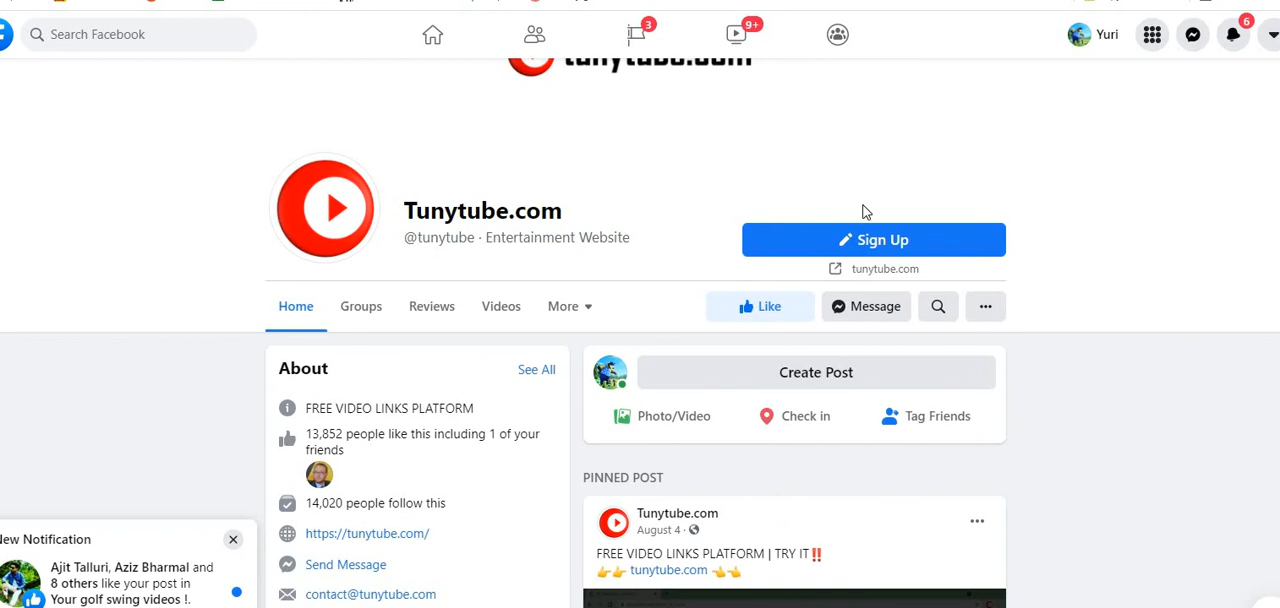 Search Facebook
3
9+
Yuri
6
tunytube.com
Tunytube.com
@tunytube · Entertainment Website
Sign Up
tunytube.com
Home
Groups
Reviews
Videos
More
Like
Message
About
See All
FREE VIDEO LINKS PLATFORM
13,852 people like this including 1 of your
friends
14,020 people follow this
https://tunytube.com/
Send Message
contact@tunytube.com
Create Post
Photo/Video
Check in
Tag Friends
PINNED POST
Tunytube.com
August 4 ·
FREE VIDEO LINKS PLATFORM | TRY IT‼️
👉👉 tunytube.com 👈👈
New Notification
Ajit Talluri, Aziz Bharmal and
8 others like your post in
Your golf swing videos !.